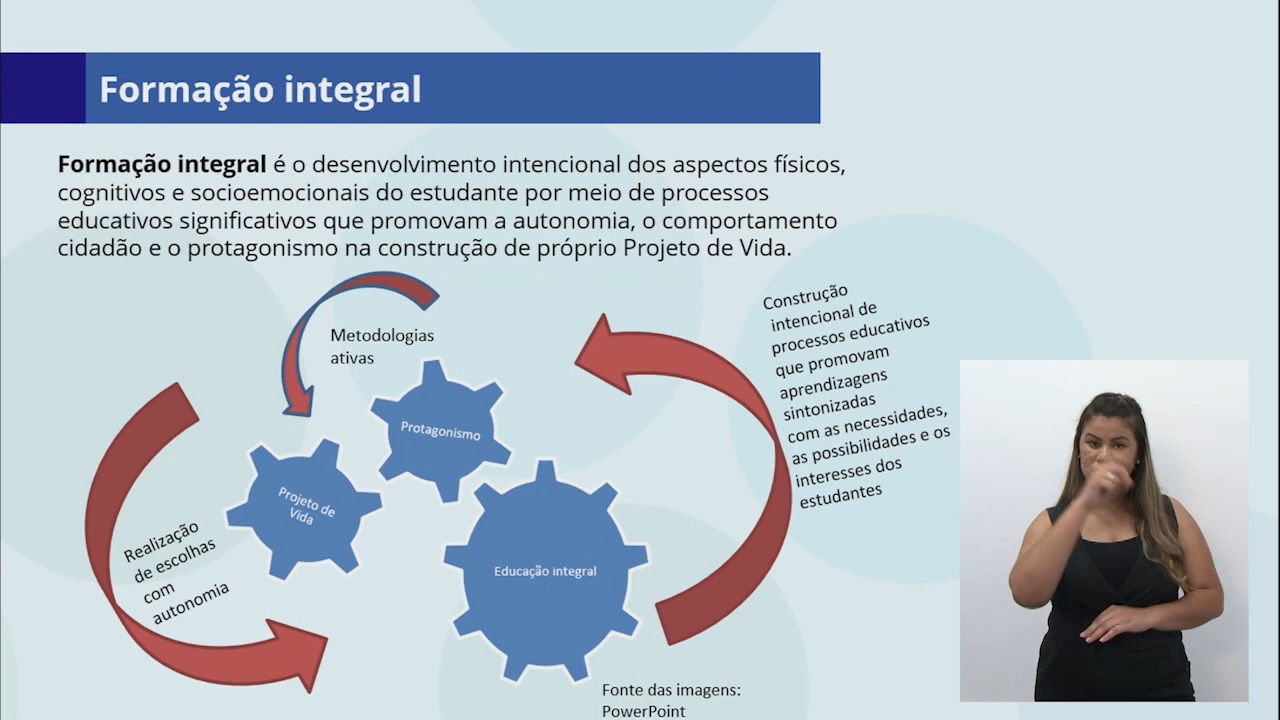 Formação integral
Formação integral é o desenvolvimento intencional dos aspectos físicos,
cognitivos e socioemocionais do estudante por meio de processos
educativos significativos que promovam a autonomia, o comportamento
cidadão e o protagonismo na construção de próprio Projeto de Vida.
Metodologias
ativas
Protagonismo
Projeto de
Vida
Educação integral
Realização
de escolhas
com
autonomia
Construção
intencional de
processos educativos
que promovam
aprendizagens
sintonizadas
com as necessidades,
as possibilidades e os
interesses dos
estudantes
Fonte das imagens:
PowerPoint